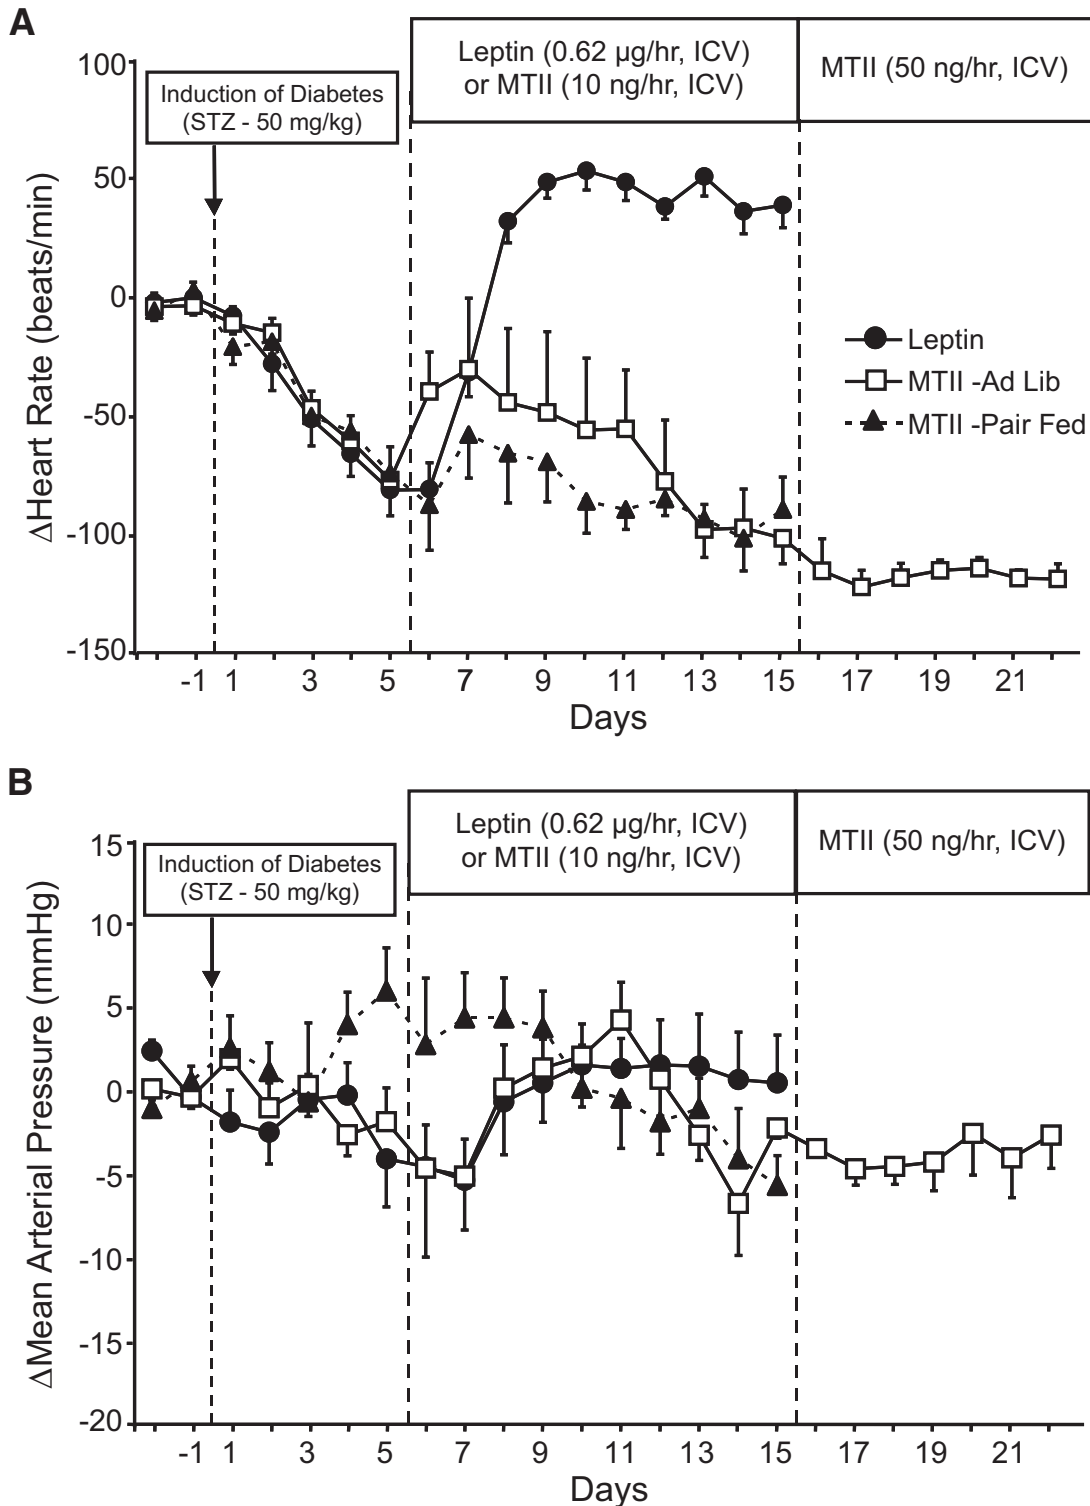 A
Leptin (0.62 µg/hr, ICV)
or MTII (10 ng/hr, ICV)
MTII (50 ng/hr, ICV)
Induction of Diabetes
(STZ - 50 mg/kg)
100
50
0
-50
-100
-150
ΔHeart Rate (beats/min)
Leptin
MTII -Ad Lib
MTII -Pair Fed
-1 1 3 5 7 9 11 13 15 17 19 21
Days
B
Leptin (0.62 µg/hr, ICV)
or MTII (10 ng/hr, ICV)
MTII (50 ng/hr, ICV)
Induction of Diabetes
(STZ - 50 mg/kg)
15
10
5
0
-5
-10
-15
-20
ΔMean Arterial Pressure (mmHg)
-1 1 3 5 7 9 11 13 15 17 19 21
Days